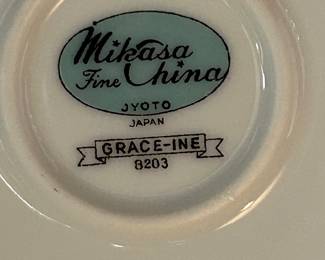 Mikasa
Fine China
JYOTO
JAPAN
GRACE-INE
8203